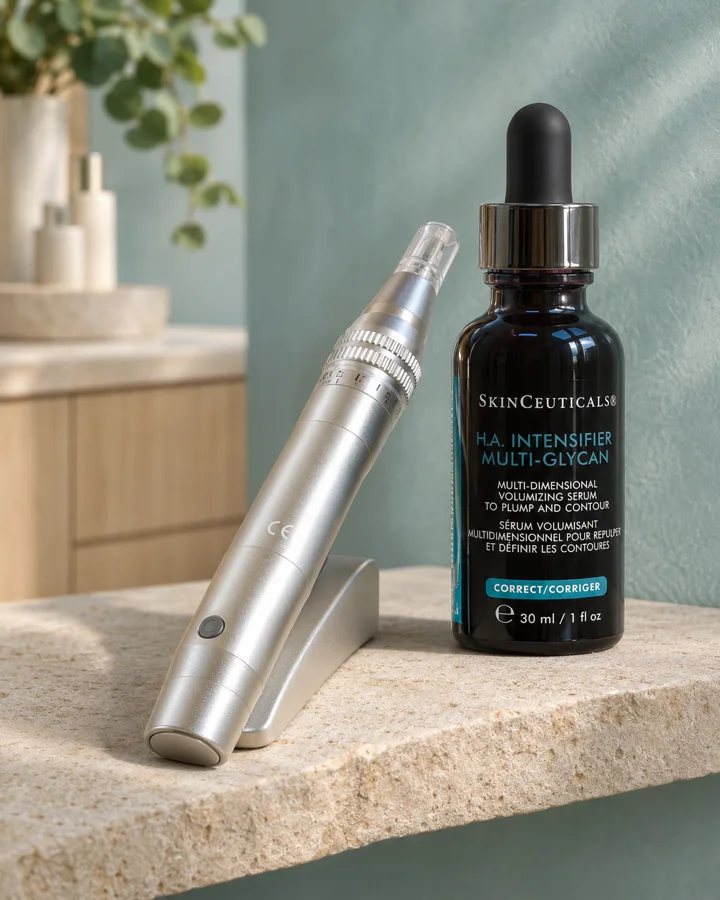 CE
SKINCEUTICALS®
H.A. INTENSIFIER
MULTI-GLYCAN
MULTI-DIMENSIONAL
VOLUMIZING SERUM
TO PLUMP AND CONTOUR
SÉRUM VOLUMISANT
MULTIDIMENSIONNEL POUR REPULPER
ET DÉFINIR LES CONTOURES
CORRECT/CORRIGER
℮ 30 ml / 1 fl oz